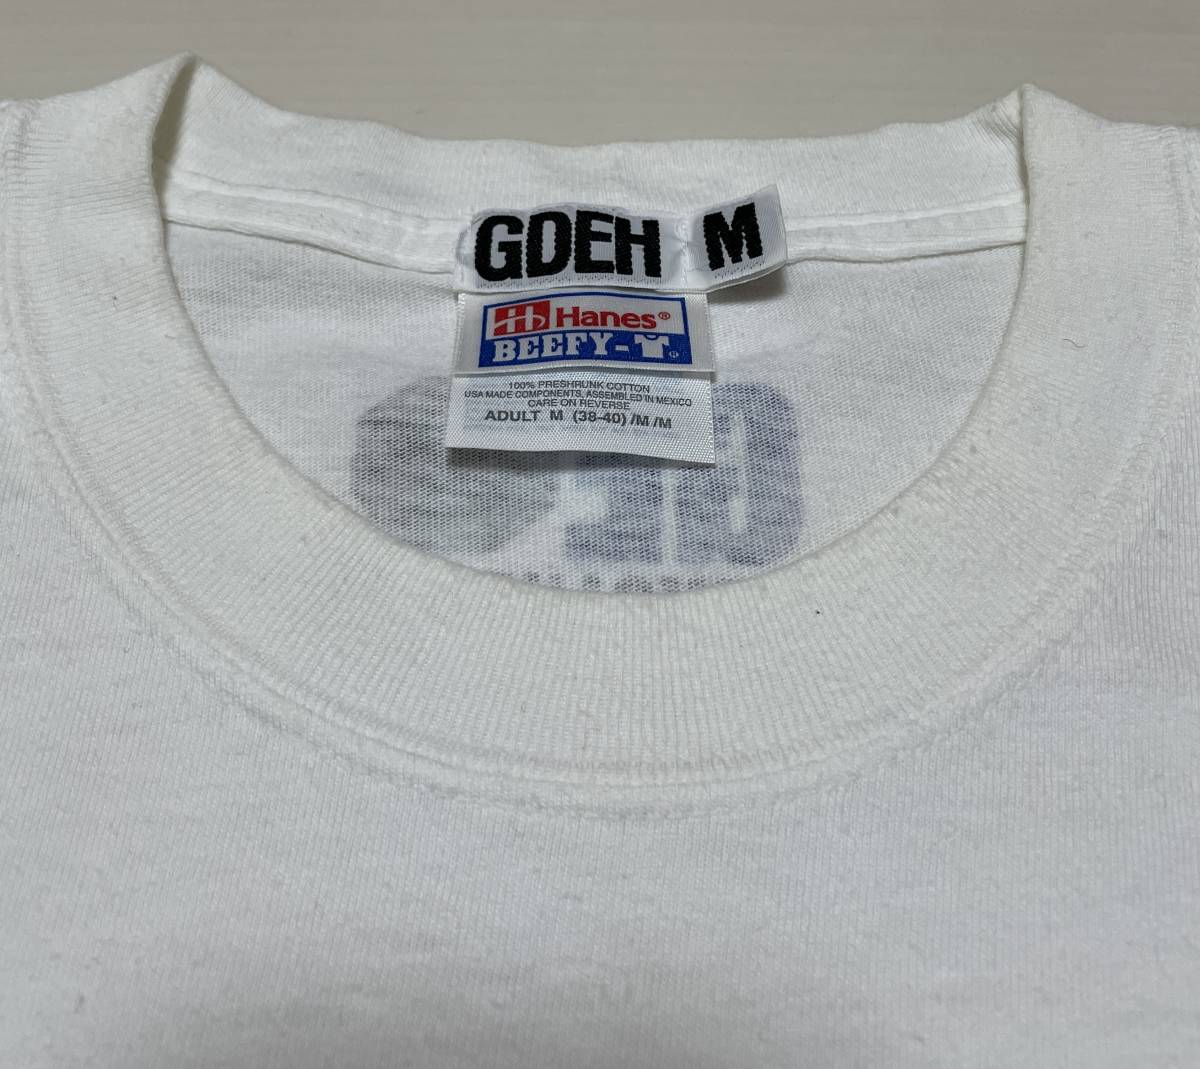 GDEH M
Hanes®
BEEFY-T®
100% PRESHRUNK COTTON
USA MADE COMPONENTS, ASSEMBLED IN MEXICO
CARE ON REVERSE
ADULT M (38-40) /M /M